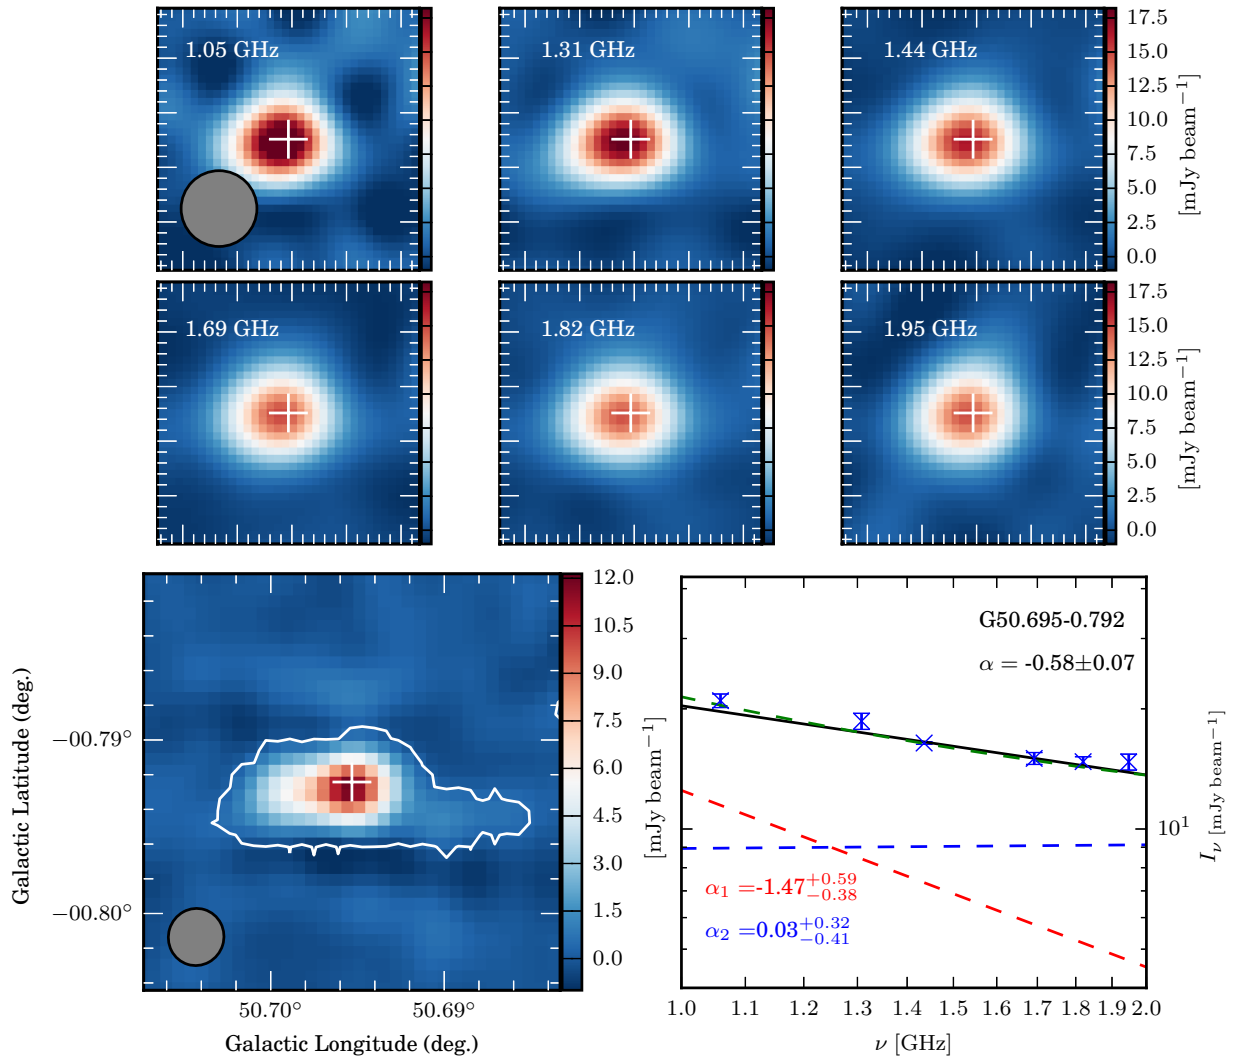 1.05 GHz
1.31 GHz
1.44 GHz
17.5
15.0
12.5
10.0
7.5
5.0
2.5
0.0
[mJy beam⁻¹]
1.69 GHz
1.82 GHz
1.95 GHz
17.5
15.0
12.5
10.0
7.5
5.0
2.5
0.0
[mJy beam⁻¹]
Galactic Latitude (deg.)
−00.79°
−00.80°
50.70°
50.69°
Galactic Longitude (deg.)
12.0
10.5
9.0
7.5
6.0
4.5
3.0
1.5
0.0
[mJy beam⁻¹]
G50.695-0.792
α = -0.58±0.07
α₁ =-1.47+0.59 −0.38
α₂ =0.03+0.32 −0.41
10¹
I_ν [mJy beam⁻¹]
1.0 1.1 1.2 1.3 1.4 1.5 1.6 1.7 1.8 1.9 2.0
ν [GHz]